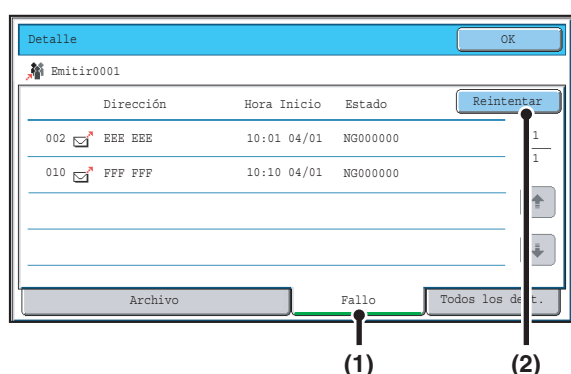 Detalle OK
Emitir0001
Dirección Hora Inicio Estado Reintentar
002 EEE EEE 10:01 04/01 NG000000 1
010 FFF FFF 10:10 04/01 NG000000 1
Archivo Fallo Todos los dest.
(1) (2)